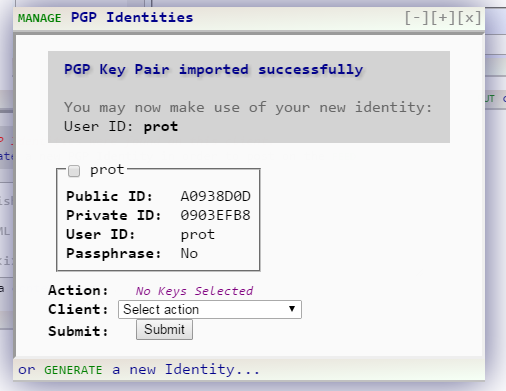 MANAGE PGP Identities [-][+][x]
PGP Key Pair imported successfully
You may now make use of your new identity:
User ID: prot
prot
Public ID: A0938D0D
Private ID: 0903EFB8
User ID: prot
Passphrase: No
Action: No Keys Selected
Client: Select action
Submit: Submit
or GENERATE a new Identity...